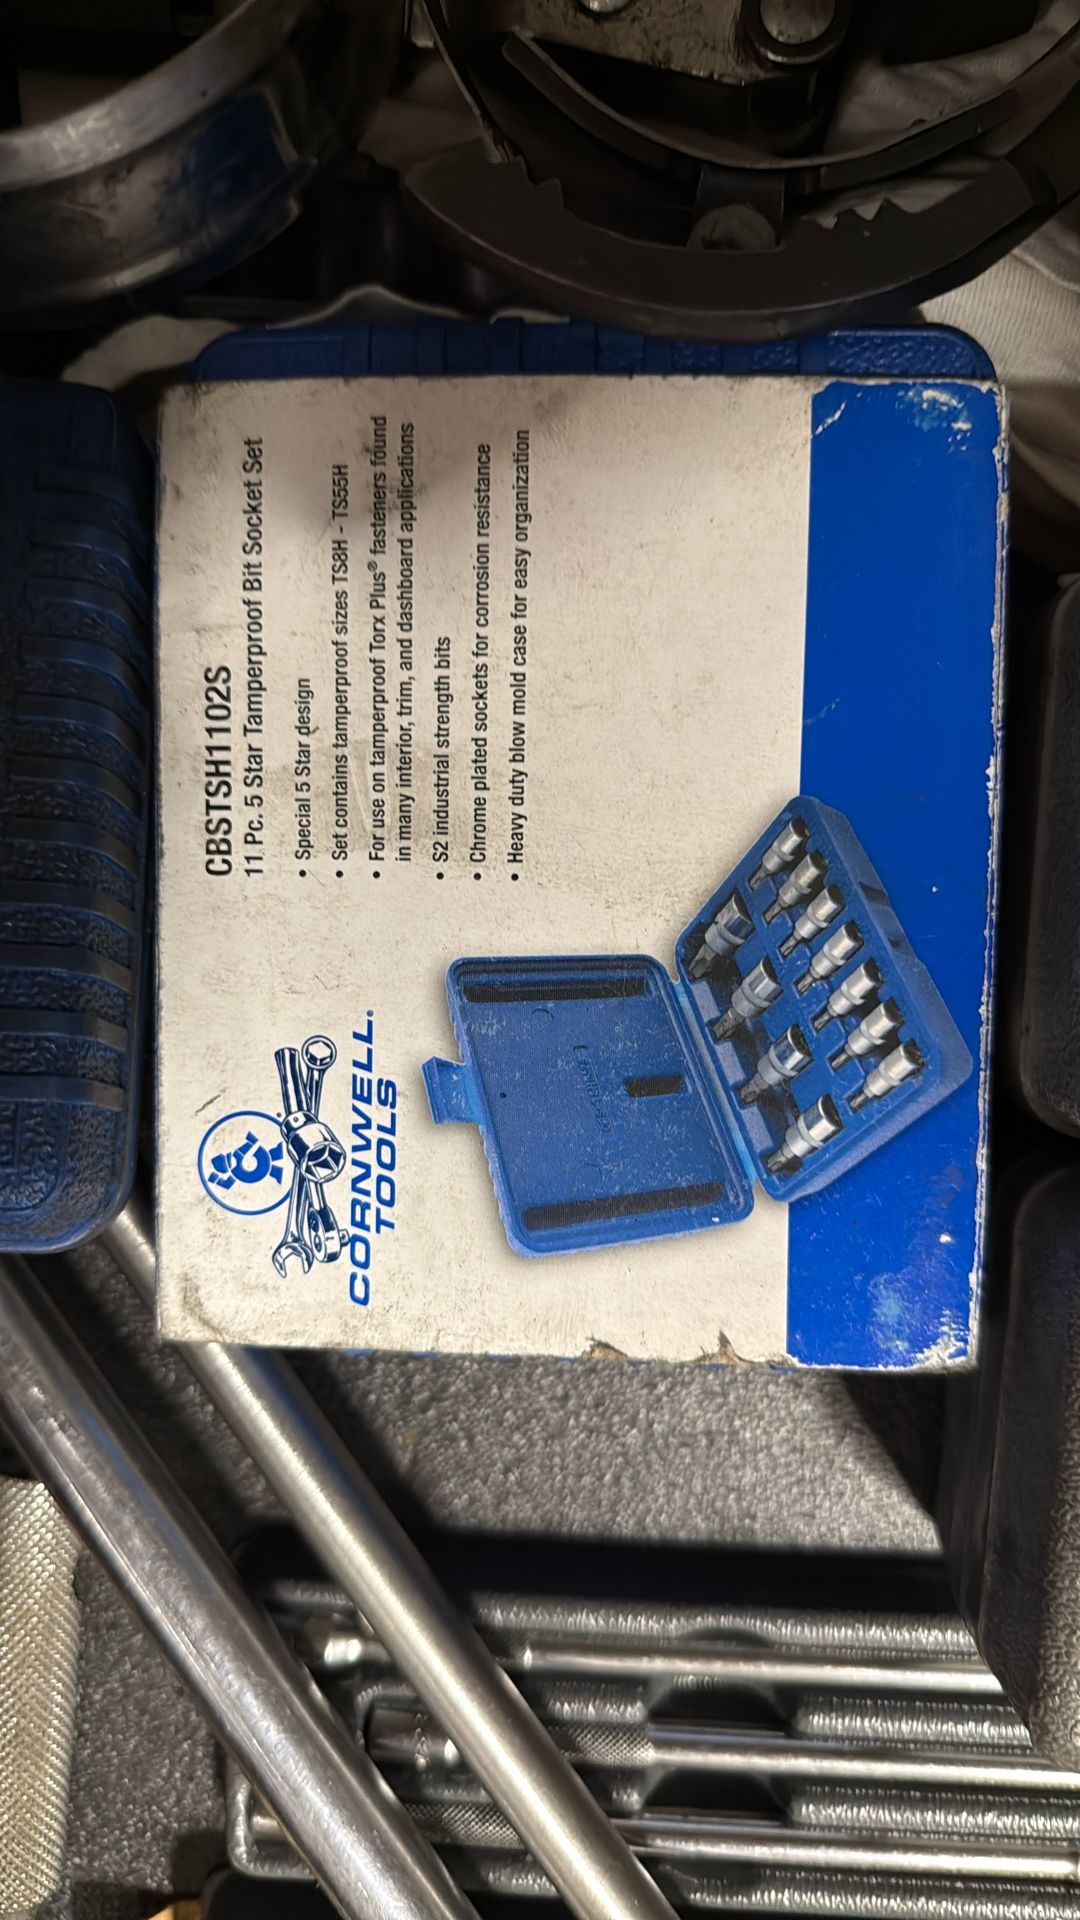 CORNWELL®
TOOLS
CBSTSH1102S
11 Pc. 5 Star Tamperproof Bit Socket Set
• Special 5 Star design
• Set contains tamperproof sizes TS8H - TS55H
• For use on tamperproof Torx Plus® fasteners found
in many interior, trim, and dashboard applications
• S2 industrial strength bits
• Chrome plated sockets for corrosion resistance
• Heavy duty blow mold case for easy organization